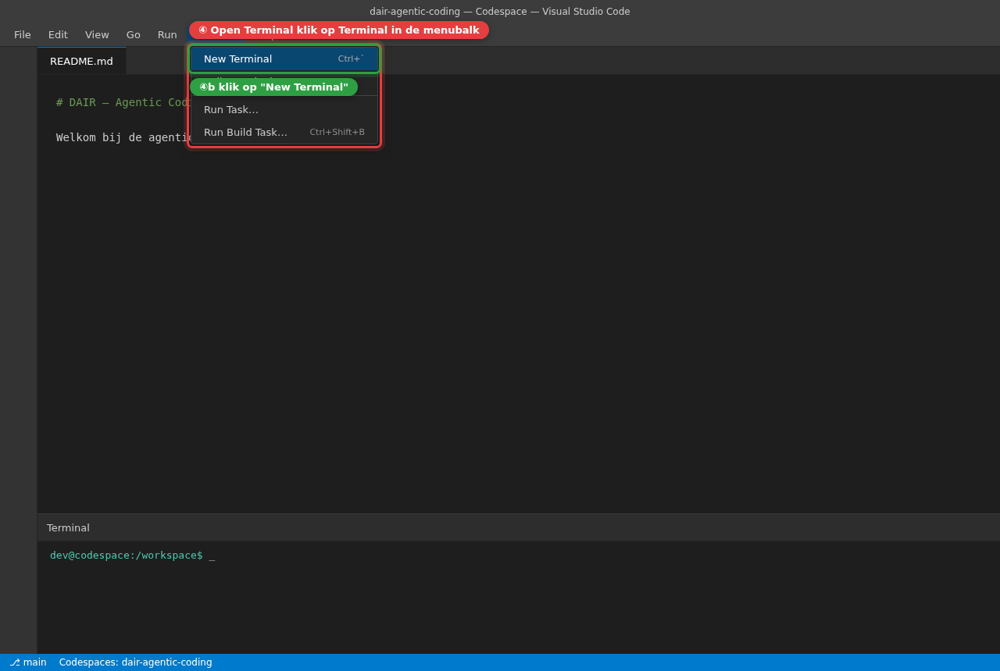 dair-agentic-coding — Codespace — Visual Studio Code
File Edit View Go Run
④ Open Terminal klik op Terminal in de menubalk
README.md
New Terminal Ctrl+`
④b klik op "New Terminal"
Run Task…
Run Build Task… Ctrl+Shift+B
# DAIR — Agentic
Welkom bij de agentic
Terminal
dev@codespace:/workspace$ _
⎇ main Codespaces: dair-agentic-coding